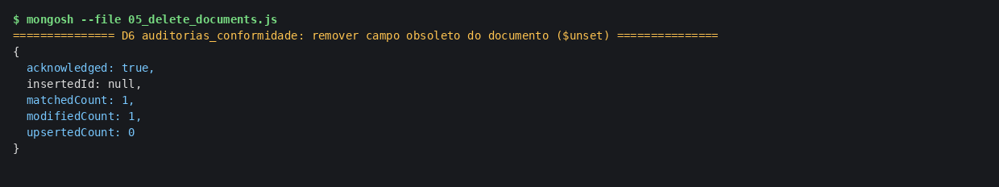 $ mongosh --file 05_delete_documents.js
=============== D6 auditorias_conformidade: remover campo obsoleto do documento ($unset) ===============
{
  acknowledged: true,
  insertedId: null,
  matchedCount: 1,
  modifiedCount: 1,
  upsertedCount: 0
}